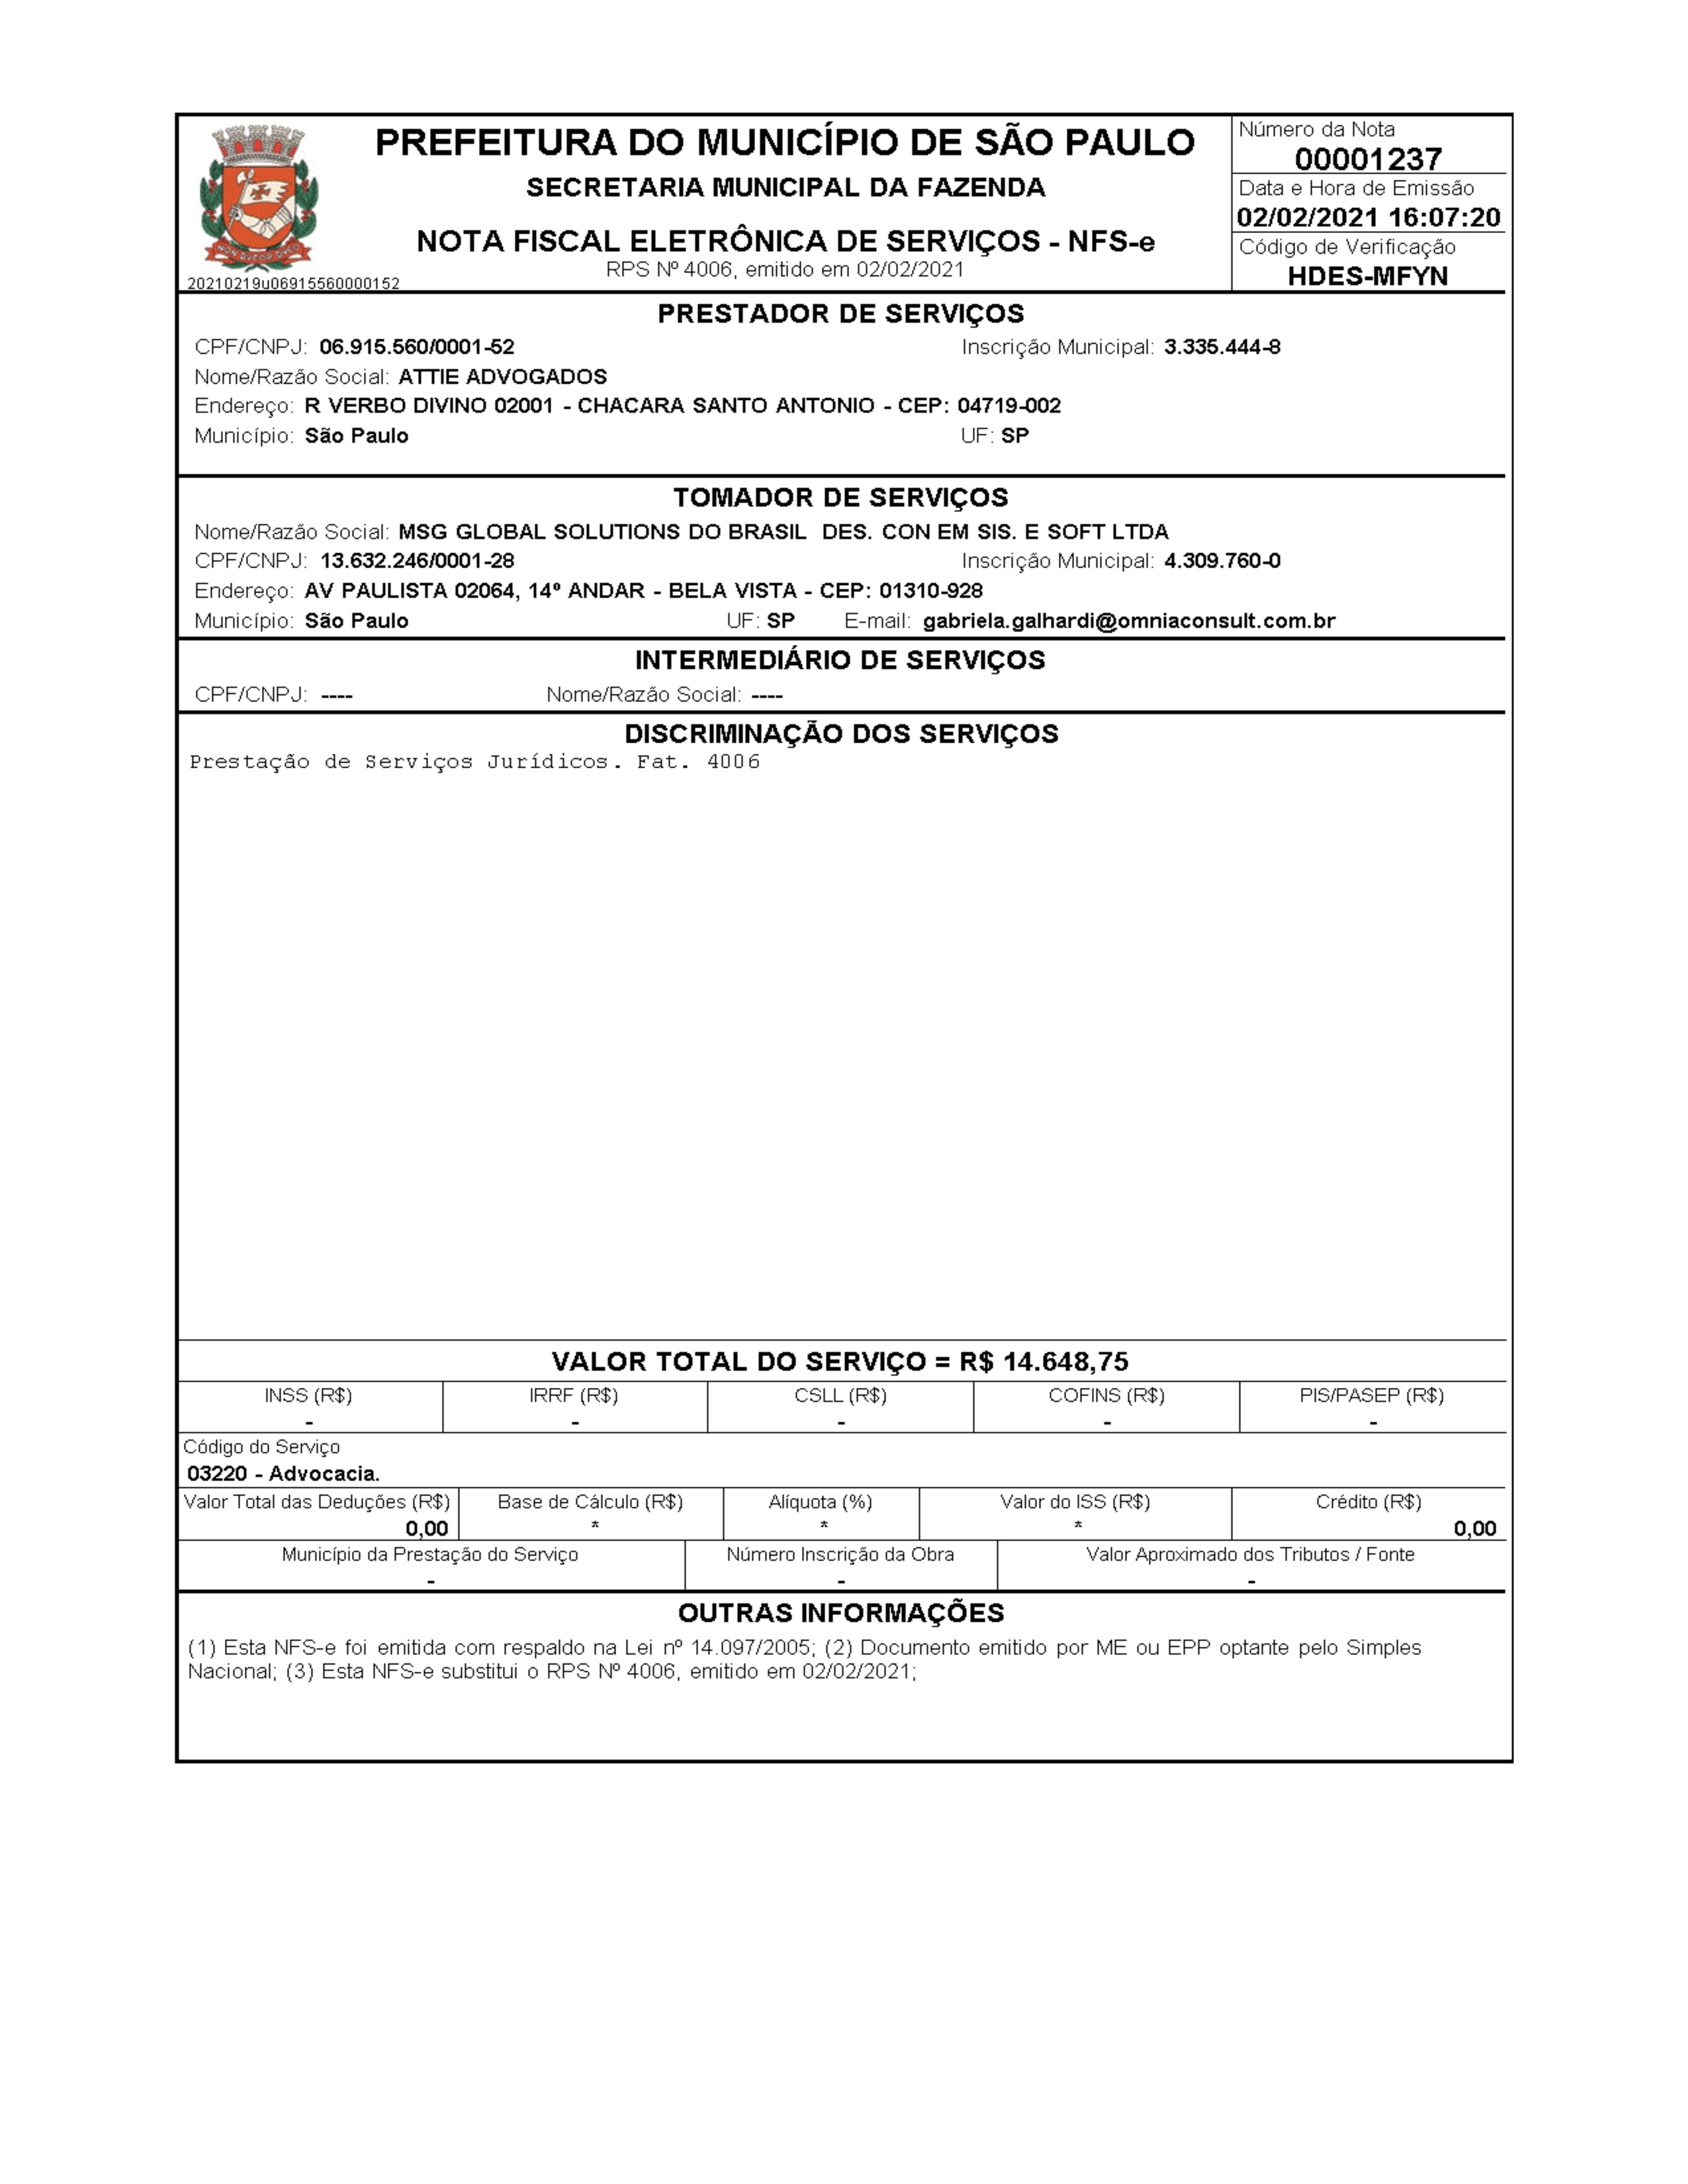 PREFEITURA DO MUNICÍPIO DE SÃO PAULO
SECRETARIA MUNICIPAL DA FAZENDA
NOTA FISCAL ELETRÔNICA DE SERVIÇOS - NFS-e
RPS Nº 4006, emitido em 02/02/2021
20210219u06915560000152
Número da Nota
00001237
Data e Hora de Emissão
02/02/2021 16:07:20
Código de Verificação
HDES-MFYN
PRESTADOR DE SERVIÇOS
CPF/CNPJ: 06.915.560/0001-52 Inscrição Municipal: 3.335.444-8
Nome/Razão Social: ATTIE ADVOGADOS
Endereço: R VERBO DIVINO 02001 - CHACARA SANTO ANTONIO - CEP: 04719-002
Município: São Paulo UF: SP
TOMADOR DE SERVIÇOS
Nome/Razão Social: MSG GLOBAL SOLUTIONS DO BRASIL DES. CON EM SIS. E SOFT LTDA
CPF/CNPJ: 13.632.246/0001-28 Inscrição Municipal: 4.309.760-0
Endereço: AV PAULISTA 02064, 14º ANDAR - BELA VISTA - CEP: 01310-928
Município: São Paulo UF: SP E-mail: gabriela.galhardi@omniaconsult.com.br
INTERMEDIÁRIO DE SERVIÇOS
CPF/CNPJ: ---- Nome/Razão Social: ----
DISCRIMINAÇÃO DOS SERVIÇOS
Prestação de Serviços Jurídicos. Fat. 4006
VALOR TOTAL DO SERVIÇO = R$ 14.648,75
INSS (R$) IRRF (R$) CSLL (R$) COFINS (R$) PIS/PASEP (R$)
- - - - -
Código do Serviço
03220 - Advocacia.
Valor Total das Deduções (R$) Base de Cálculo (R$) Alíquota (%) Valor do ISS (R$) Crédito (R$)
0,00 * * * 0,00
Município da Prestação do Serviço Número Inscrição da Obra Valor Aproximado dos Tributos / Fonte
- - -
OUTRAS INFORMAÇÕES
(1) Esta NFS-e foi emitida com respaldo na Lei nº 14.097/2005; (2) Documento emitido por ME ou EPP optante pelo Simples
Nacional; (3) Esta NFS-e substitui o RPS Nº 4006, emitido em 02/02/2021;